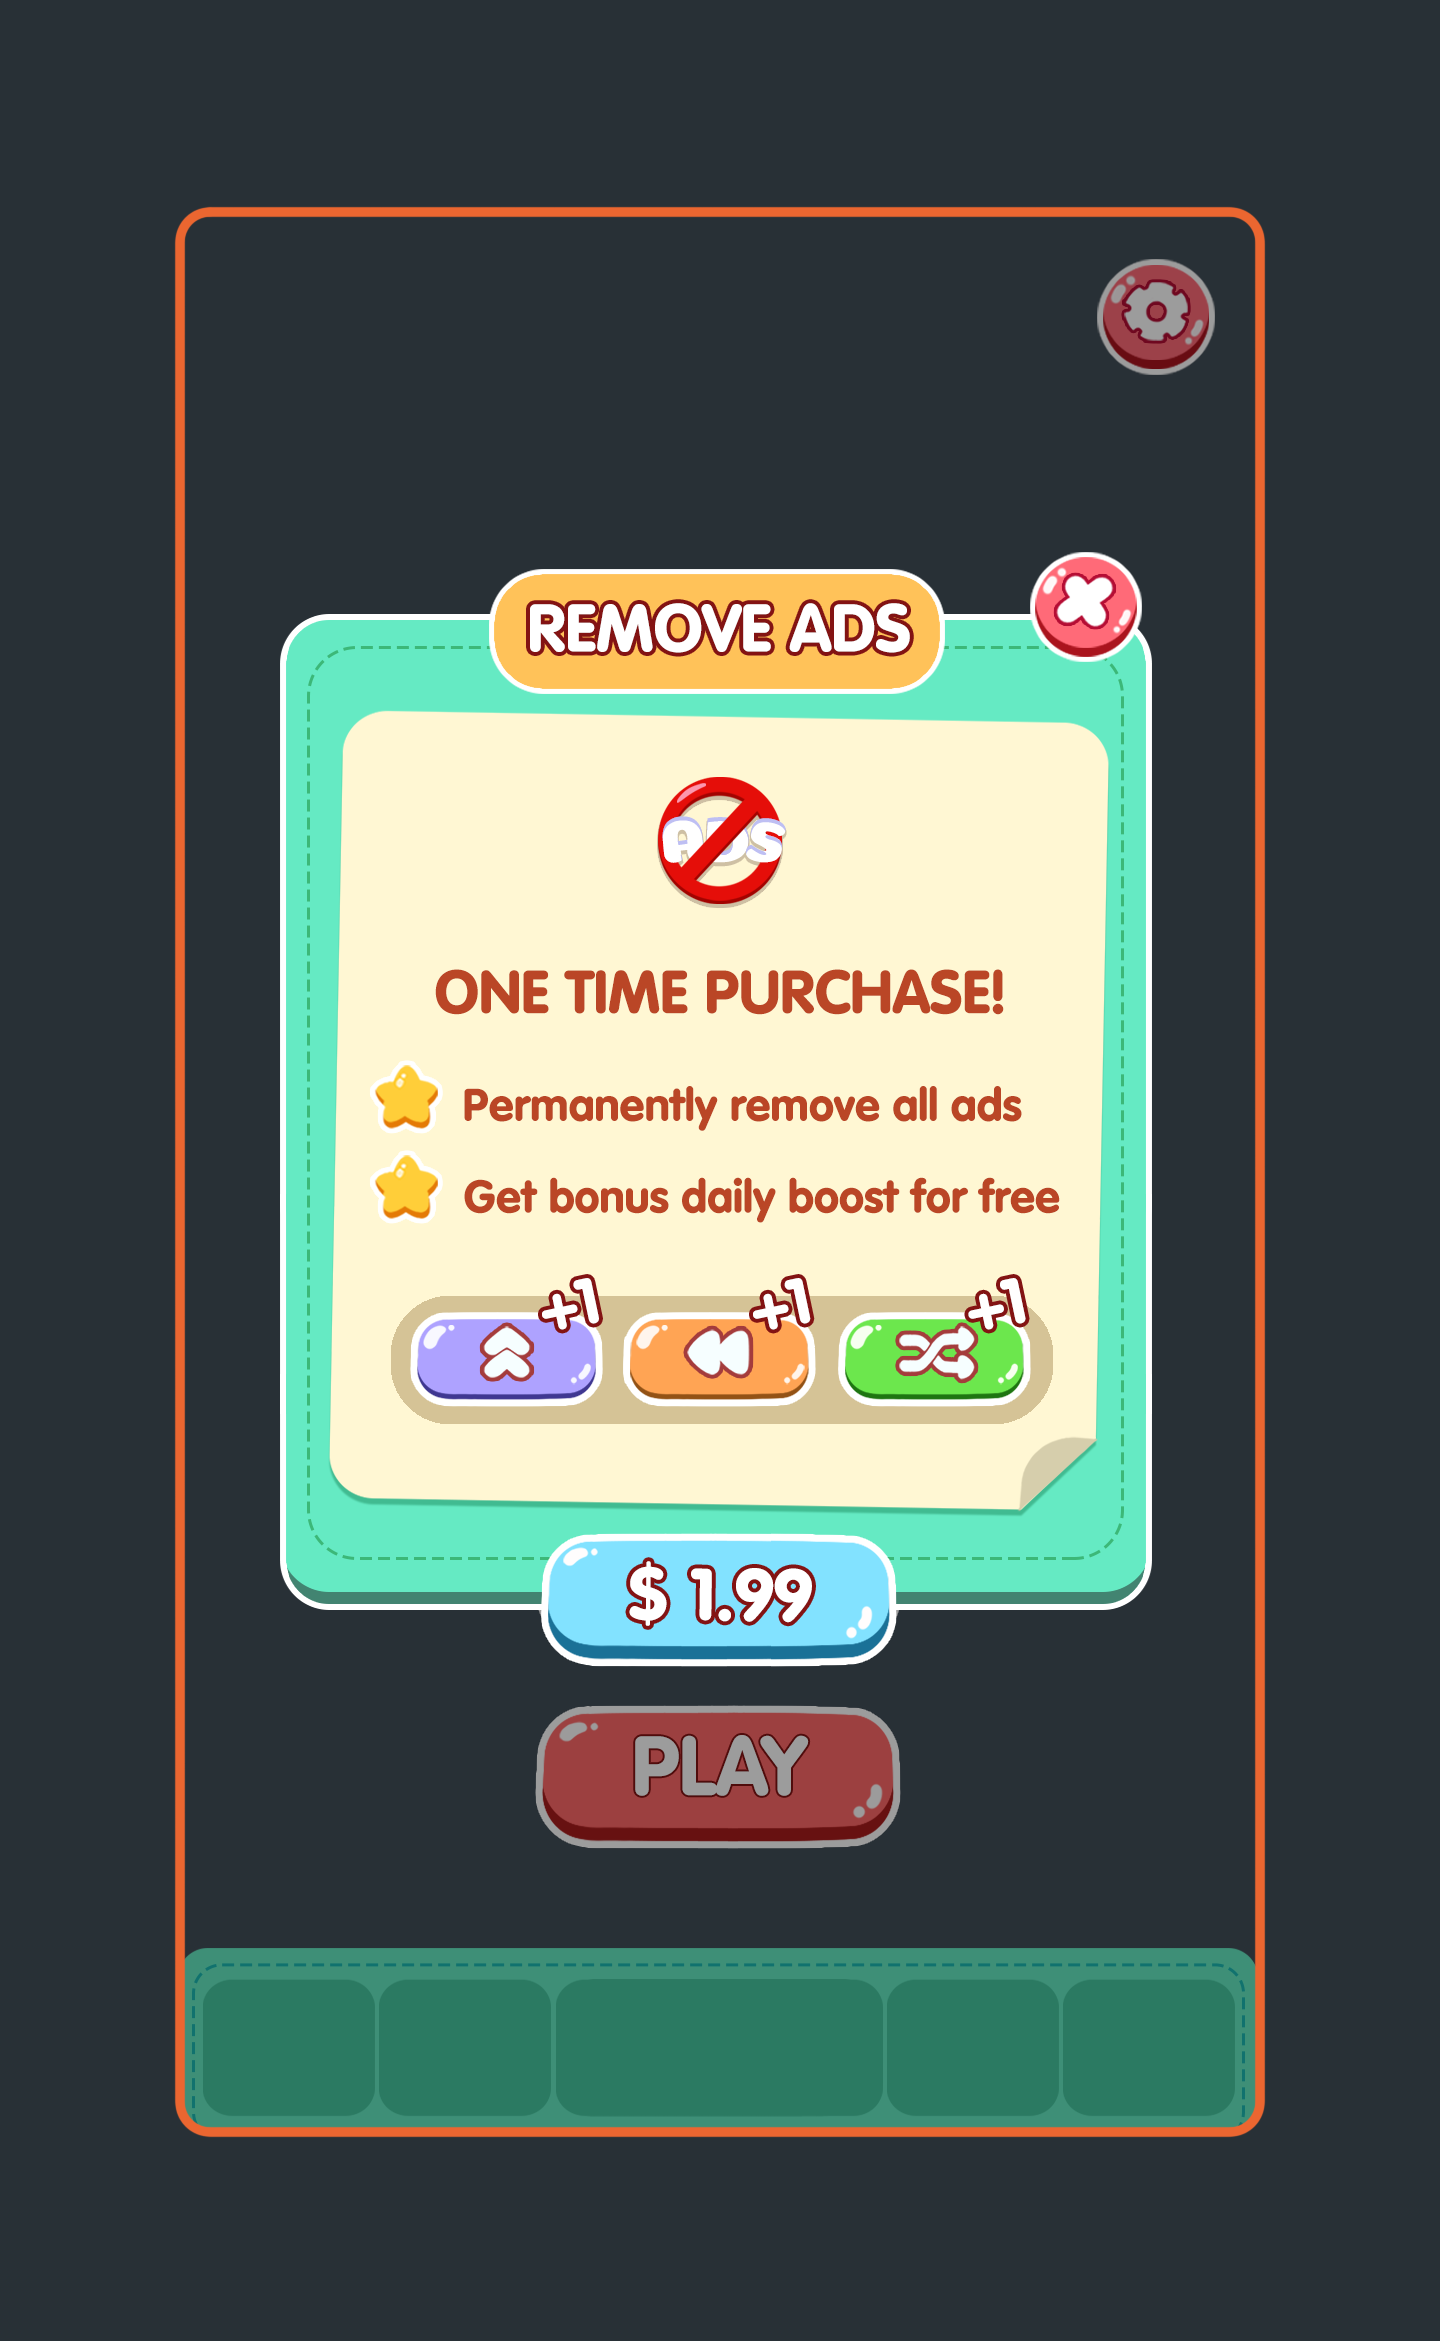 REMOVE ADS
ADS
ONE TIME PURCHASE!
Permanently remove all ads
Get bonus daily boost for free
+1 +1 +1
$ 1.99
PLAY